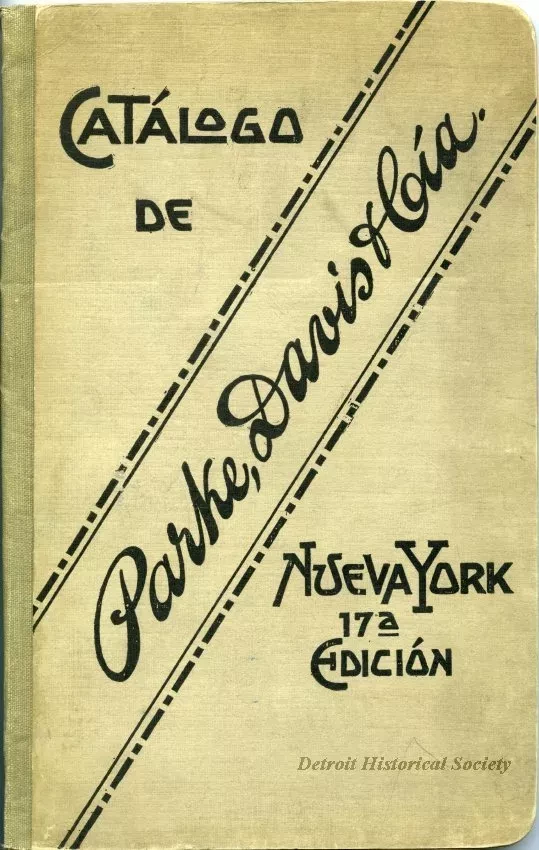 CATÁLOGO
DE
Parke, Davis & Cía.
NUEVA YORK
17ª
EDICIÓN
Detroit Historical Society